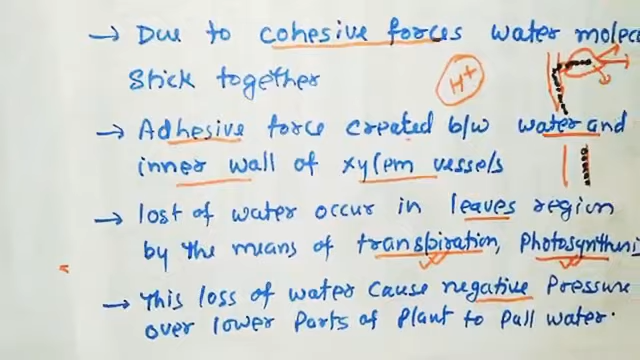 → Due to cohesive forces water molec
Stick together
H+
→ Adhesive force created b/w water and
inner wall of xylem vessels
→ lost of water occur in leaves region
by the means of transpiration, Photosynthesi
→ This loss of water cause negative Pressure
over lower Parts of Plant to Pull water.